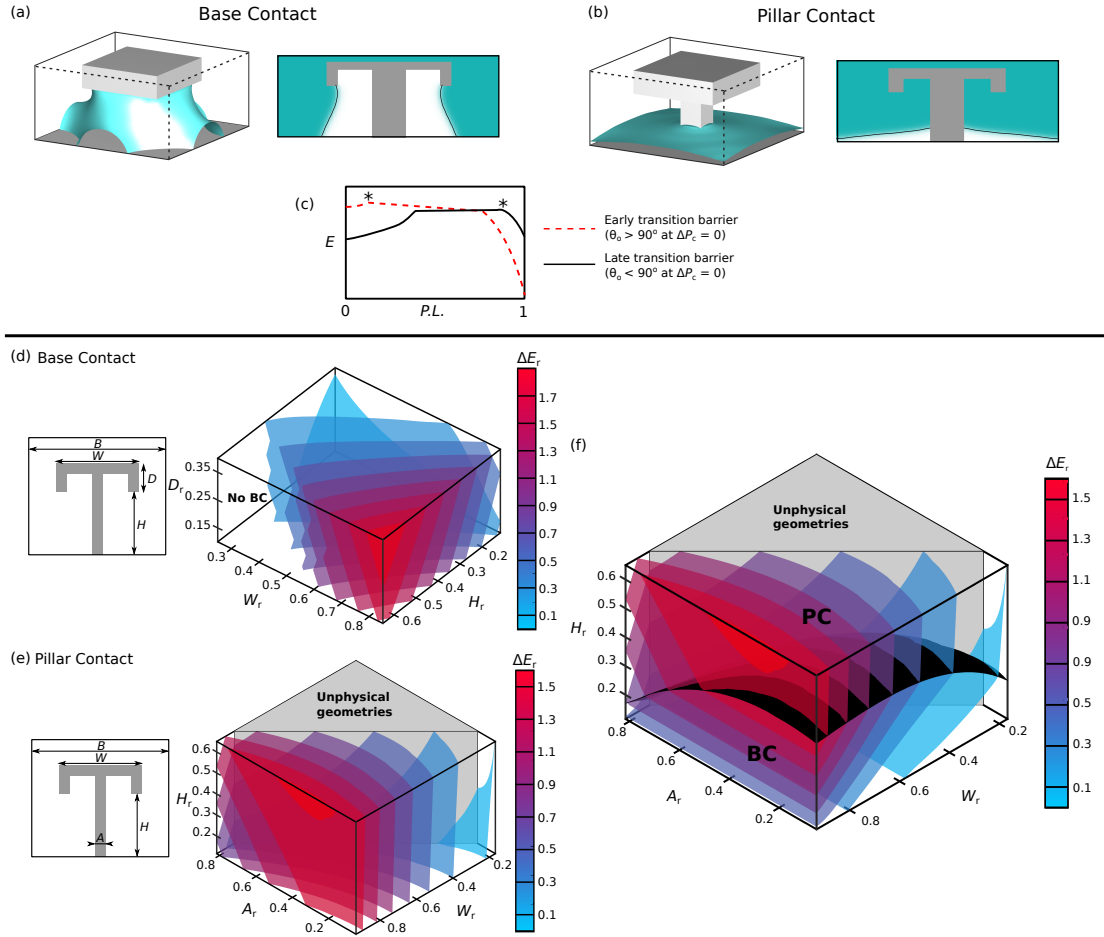 (a)
Base Contact
(b)
Pillar Contact
(c)
*
*
E
0
P.L.
1
Early transition barrier
(θₒ > 90° at ΔP꜀ = 0)
Late transition barrier
(θₒ < 90° at ΔP꜀ = 0)
(d) Base Contact
B
W
D
H
Dᵣ
0.35
0.25
0.15
No BC
0.3
0.4
0.5
0.6
0.7
0.8
Wᵣ
0.2
0.3
0.4
0.5
0.6
Hᵣ
ΔEᵣ
1.7
1.5
1.3
1.1
0.9
0.7
0.5
0.3
0.1
(e) Pillar Contact
B
W
H
A
Unphysical
geometries
Hᵣ
0.6
0.5
0.4
0.3
0.2
0.8
0.6
0.4
0.2
Aᵣ
0.2
0.4
0.6
0.8
Wᵣ
ΔEᵣ
1.5
1.3
1.1
0.9
0.7
0.5
0.3
0.1
(f)
Unphysical
geometries
PC
BC
Hᵣ
0.6
0.5
0.4
0.3
0.2
0.8
0.6
0.4
0.2
Aᵣ
0.2
0.4
0.6
0.8
Wᵣ
ΔEᵣ
1.5
1.3
1.1
0.9
0.7
0.5
0.3
0.1